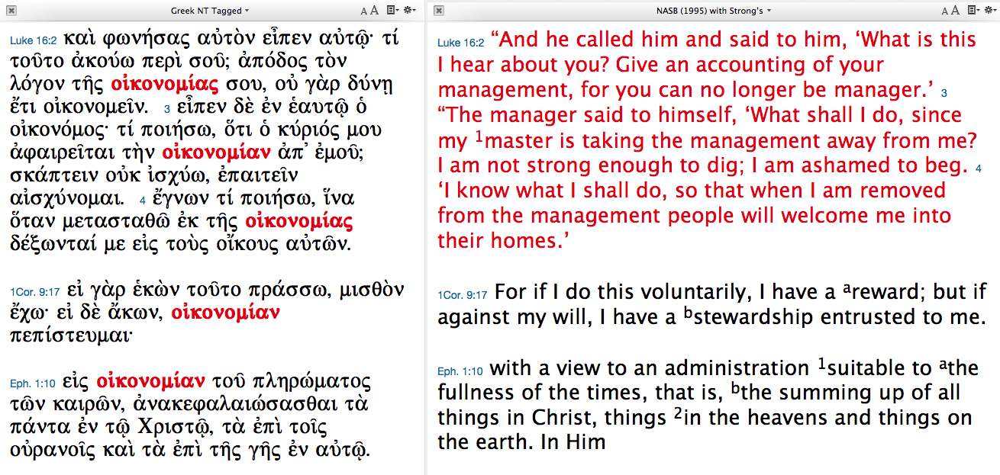 Greek NT Tagged
Luke 16:2 καὶ φωνήσας αὐτὸν εἶπεν αὐτῷ· τί
τοῦτο ἀκούω περὶ σοῦ; ἀπόδος τὸν
λόγον τῆς οἰκονομίας σου, οὐ γὰρ δύνῃ
ἔτι οἰκονομεῖν. 3 εἶπεν δὲ ἐν ἑαυτῷ ὁ
οἰκονόμος· τί ποιήσω, ὅτι ὁ κύριός μου
ἀφαιρεῖται τὴν οἰκονομίαν ἀπ᾿ ἐμοῦ;
σκάπτειν οὐκ ἰσχύω, ἐπαιτεῖν
αἰσχύνομαι. 4 ἔγνων τί ποιήσω, ἵνα
ὅταν μετασταθῶ ἐκ τῆς οἰκονομίας
δέξωνταί με εἰς τοὺς οἴκους αὐτῶν.
1Cor. 9:17 εἰ γὰρ ἑκὼν τοῦτο πράσσω, μισθὸν
ἔχω· εἰ δὲ ἄκων, οἰκονομίαν
πεπίστευμαι·
Eph. 1:10 εἰς οἰκονομίαν τοῦ πληρώματος
τῶν καιρῶν, ἀνακεφαλαιώσασθαι τὰ
πάντα ἐν τῷ Χριστῷ, τὰ ἐπὶ τοῖς
οὐρανοῖς καὶ τὰ ἐπὶ τῆς γῆς ἐν αὐτῷ.
NASB (1995) with Strong's
Luke 16:2 “And he called him and said to him, ‘What is this
I hear about you? Give an accounting of your
management, for you can no longer be manager.’ 3
“The manager said to himself, ‘What shall I do, since
my 1master is taking the management away from me?
I am not strong enough to dig; I am ashamed to beg. 4
‘I know what I shall do, so that when I am removed
from the management people will welcome me into
their homes.’
1Cor. 9:17 For if I do this voluntarily, I have a areward; but if
against my will, I have a bstewardship entrusted to me.
Eph. 1:10 with a view to an administration 1suitable to athe
fullness of the times, that is, bthe summing up of all
things in Christ, things 2in the heavens and things on
the earth. In Him